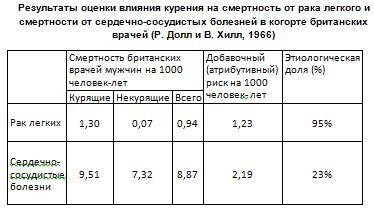 Результаты оценки влияния курения на смертность от рака легкого и
смертности от сердечно-сосудистых болезней в когорте британских
врачей (Р. Долл и В. Хилл, 1966)
Смертность британских
врачей мужчин на 1000
человек-лет
Добавочный
(атрибутивный)
риск на 1000
человек- лет
Этиологическая
доля (%)
Курящие Некурящие Всего
Рак легких 1,30 0,07 0,94 1,23 95%
Сердечно-
сосудистые
болезни
9,51 7,32 8,87 2,19 23%